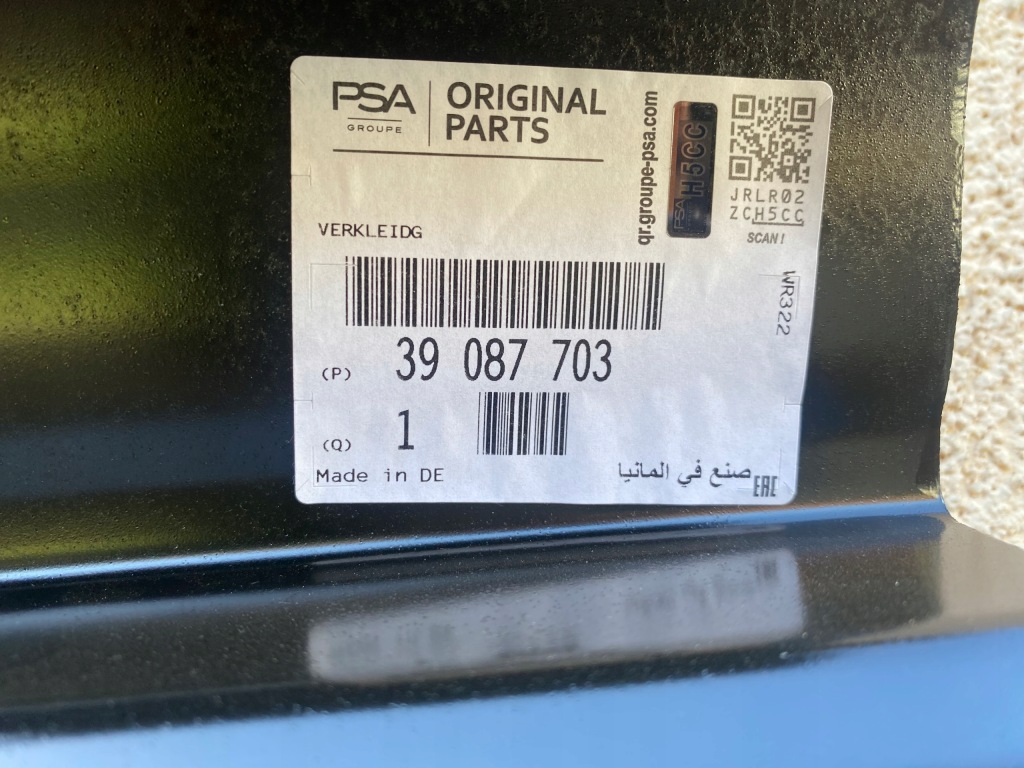 PSA
GROUPE
ORIGINAL
PARTS
qr.groupe-psa.com
PSA H5CC
JRLR02
ZCH5CC
SCAN!
VERKLEIDG
WR322
(P) 39 087 703
(Q) 1
Made in DE
صنع في المانيا
EAC